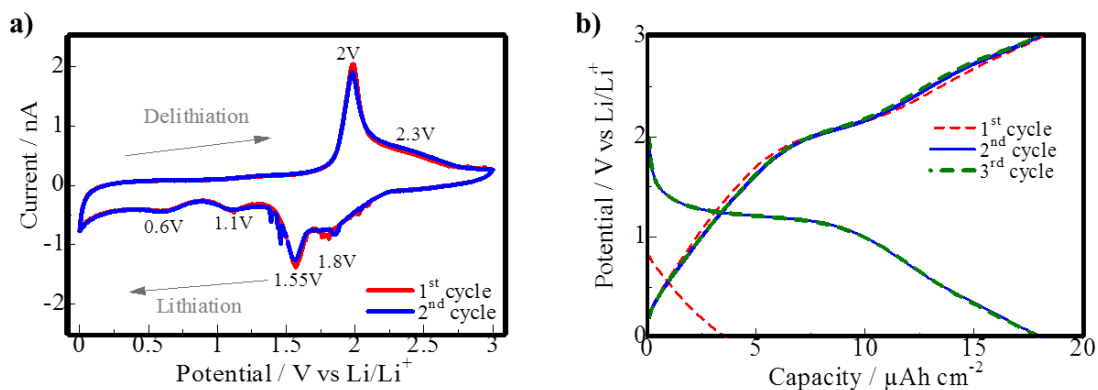 a)
Current / nA
2
1
0
-1
-2
2V
Delithiation
2.3V
0.6V
1.1V
1.8V
1.55V
Lithiation
1st cycle
2nd cycle
0 0.5 1 1.5 2 2.5 3
Potential / V vs Li/Li+
b)
Potential / V vs Li/Li+
3
2
1
0
1st cycle
2nd cycle
3rd cycle
0 5 10 15 20
Capacity / µAh cm-2